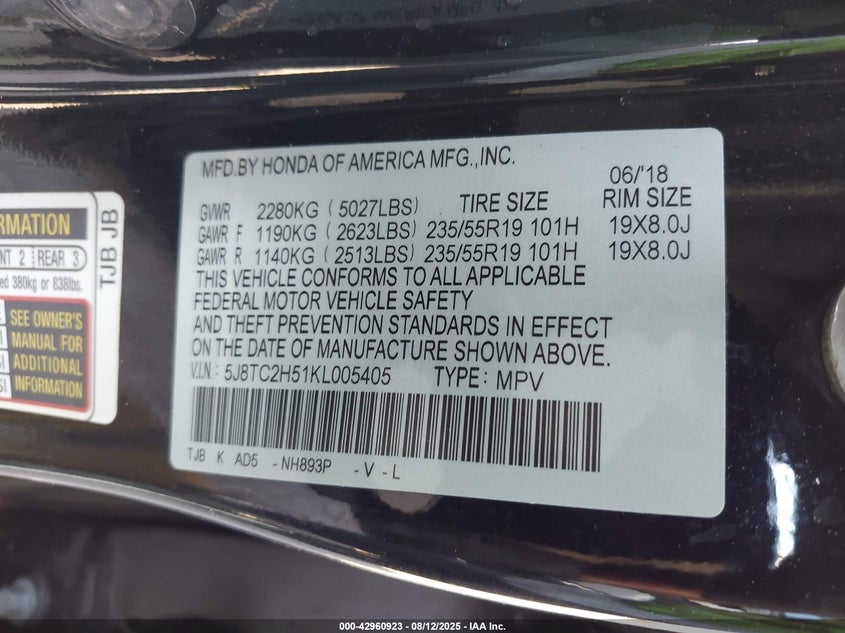 MFD.BY HONDA OF AMERICA MFG.,INC.
06/'18
GVWR 2280KG (5027LBS) TIRE SIZE RIM SIZE
GAWR F 1190KG (2623LBS) 235/55R19 101H 19X8.0J
GAWR R 1140KG (2513LBS) 235/55R19 101H 19X8.0J
THIS VEHICLE CONFORMS TO ALL APPLICABLE
FEDERAL MOTOR VEHICLE SAFETY
AND THEFT PREVENTION STANDARDS IN EFFECT
ON THE DATE OF MANUFACTURE SHOWN ABOVE.
V.I.N.: 5J8TC2H51KL005405 TYPE: MPV
TJB K AD5 -NH893P -V-L
RMATION
NT 2 REAR 3
ed 380kg or 838lbs.
SEE OWNER'S
MANUAL FOR
SI ADDITIONAL
SI INFORMATION
TJB JB
000-42960923 - 08/12/2025 - IAA Inc.